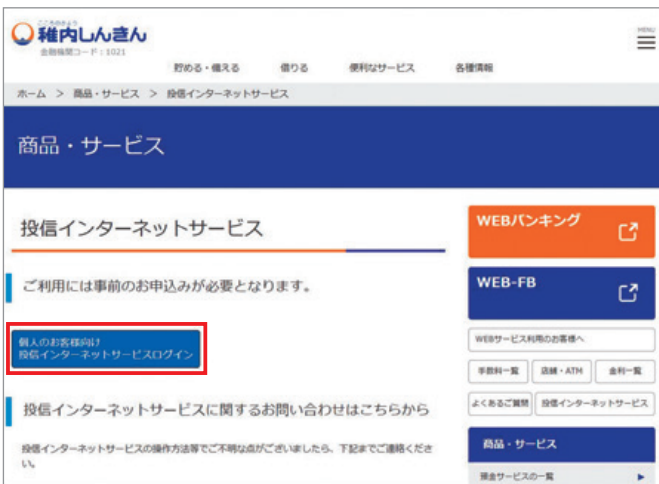 こころかよう
稚内しんきん
金融機関コード：1021
MENU
貯める・備える 借りる 便利なサービス 各種情報
ホーム ＞ 商品・サービス ＞ 投信インターネットサービス
商品・サービス
投信インターネットサービス
ご利用には事前のお申込みが必要となります。
個人のお客様向け
投信インターネットサービスログイン
投信インターネットサービスに関するお問い合わせはこちらから
投信インターネットサービスの操作方法等でご不明な点がございましたら、下記までご連絡くださ
い。
WEBバンキング
WEB-FB
WEBサービス利用のお客様へ
手数料一覧 店舗・ATM 金利一覧
よくあるご質問 投信インターネットサービス
商品・サービス
預金サービスの一覧